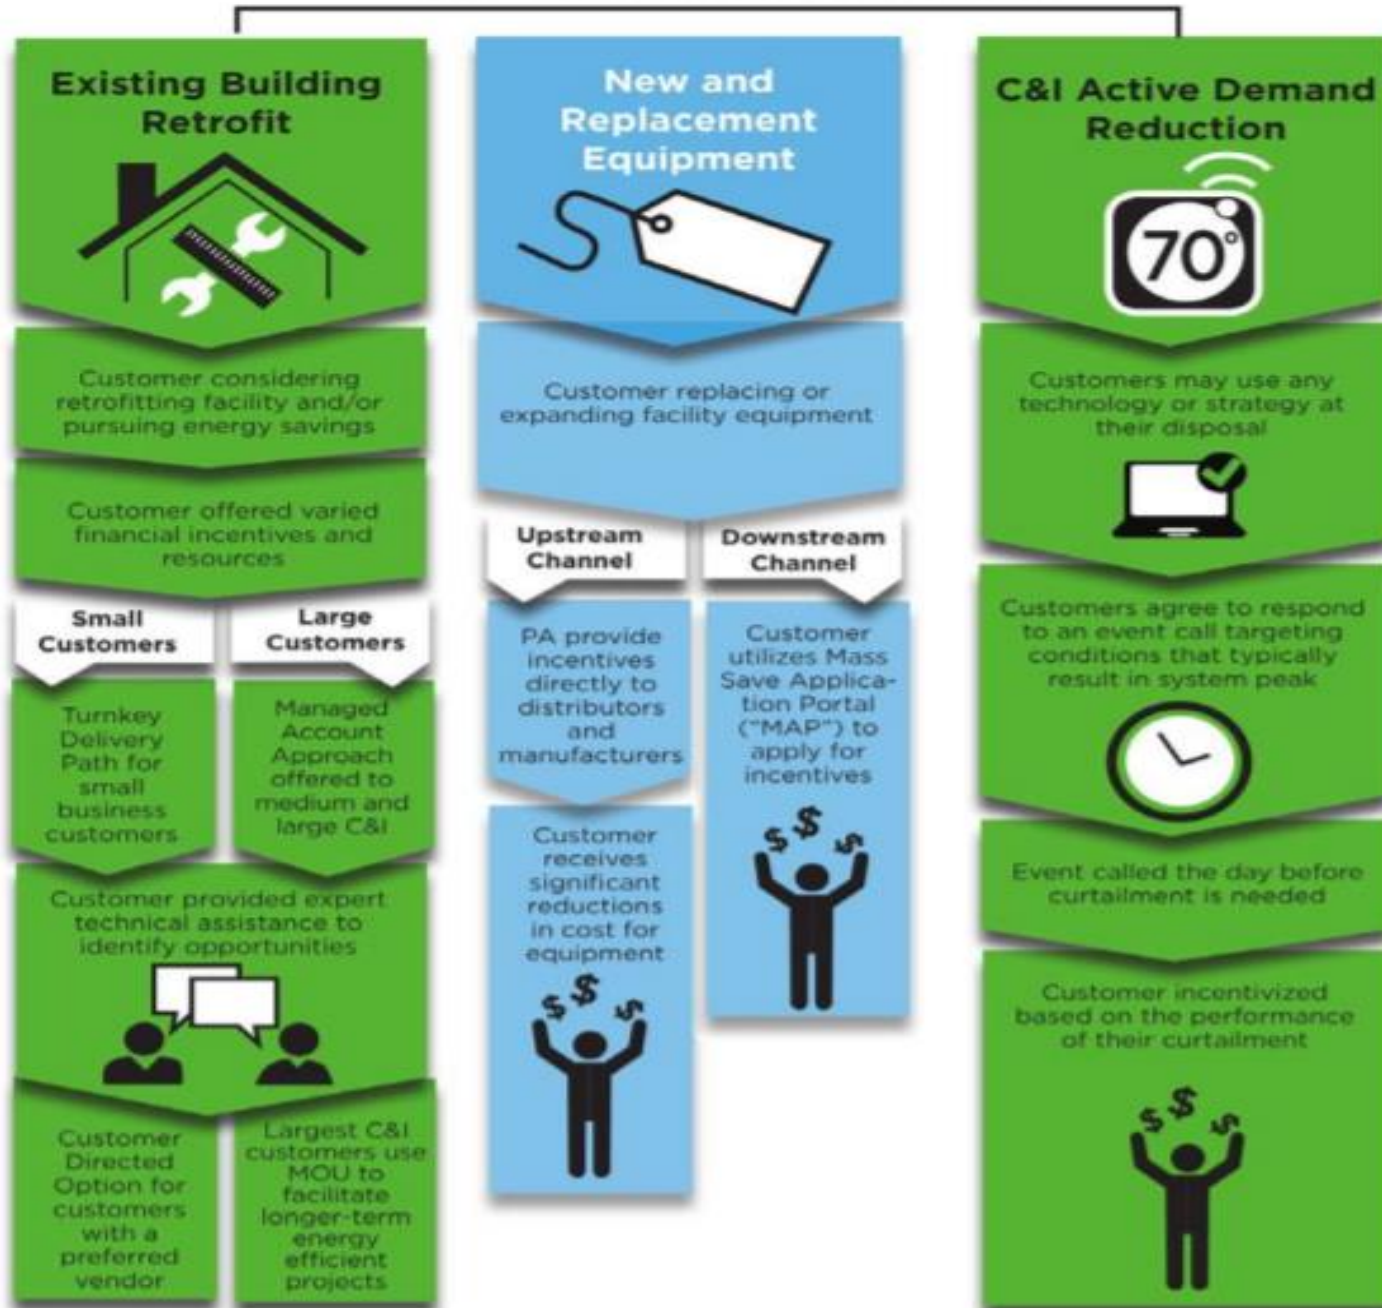 Existing Building
Retrofit
Customer considering
retrofitting facility and/or
pursuing energy savings
Customer offered varied
financial incentives and
resources
Small
Customers
Turnkey
Delivery
Path for
small
business
customers
Large
Customers
Managed
Account
Approach
offered to
medium and
large C&I
Customer provided expert
technical assistance to
identify opportunities
Customer
Directed
Option for
customers
with a
preferred
vendor
Largest C&I
customers use
MOU to
facilitate
longer-term
energy
efficient
projects
New and
Replacement
Equipment
Customer replacing or
expanding facility equipment
Upstream
Channel
PA provide
incentives
directly to
distributors
and
manufacturers
Customer
receives
significant
reductions
in cost for
equipment
$ $ $
Downstream
Channel
Customer
utilizes Mass
Save Applica-
tion Portal
("MAP") to
apply for
incentives
$ $ $
C&I Active Demand
Reduction
70°
Customers may use any
technology or strategy at
their disposal
Customers agree to respond
to an event call targeting
conditions that typically
result in system peak
Event called the day before
curtailment is needed
Customer incentivized
based on the performance
of their curtailment
$ $ $